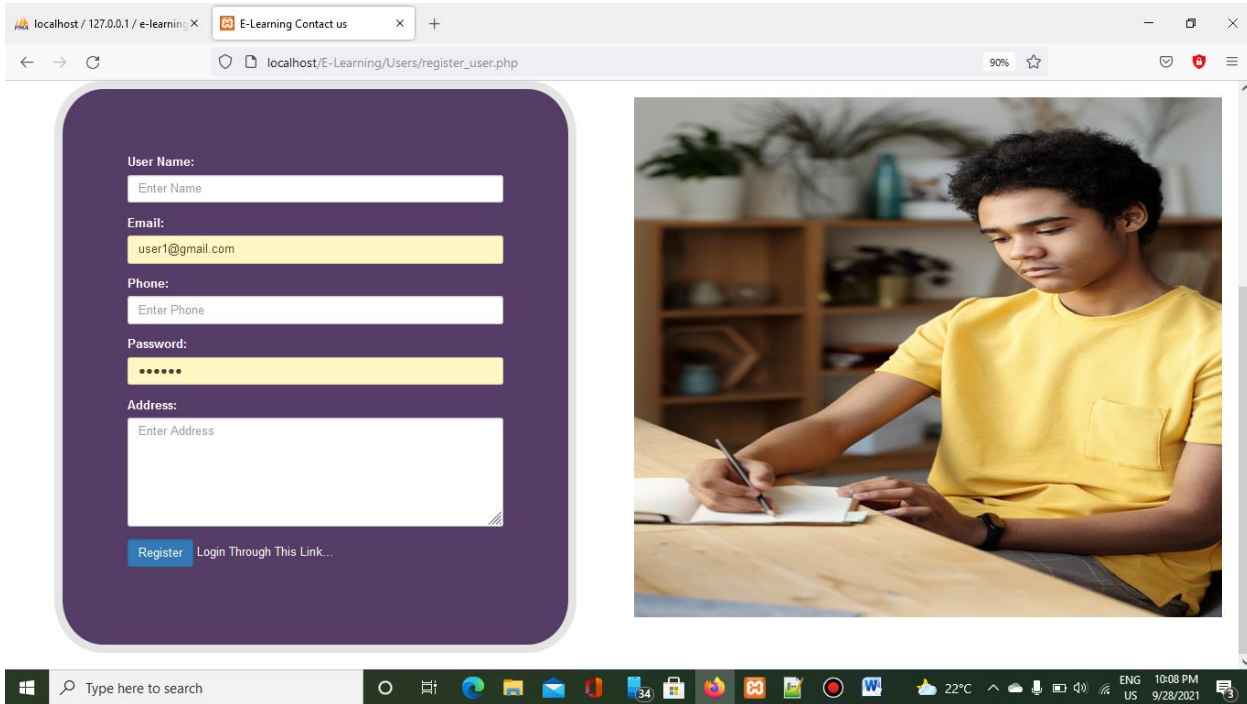 localhost / 127.0.0.1 / e-learning
E-Learning Contact us
localhost/E-Learning/Users/register_user.php
90%
User Name:
Enter Name
Email:
user1@gmail.com
Phone:
Enter Phone
Password:
••••••
Address:
Enter Address
Register Login Through This Link...
Type here to search
34
22°C
ENG
US
10:08 PM
9/28/2021
3